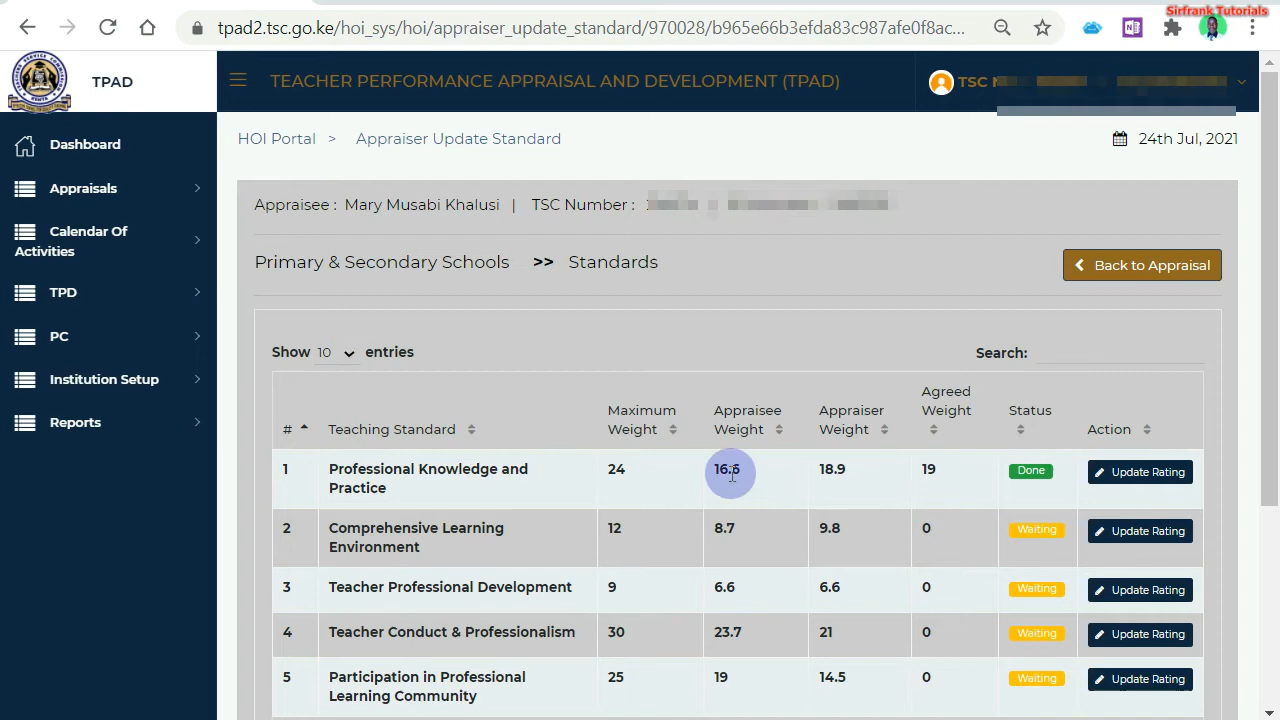 Sirfrank Tutorials
tpad2.tsc.go.ke/hoi_sys/hoi/appraiser_update_standard/970028/b965e66b3efda83c987afe0f8ac...
TPAD
TEACHER PERFORMANCE APPRAISAL AND DEVELOPMENT (TPAD)
TSC
Dashboard
Appraisals
Calendar Of
Activities
TPD
PC
Institution Setup
Reports
HOI Portal > Appraiser Update Standard
24th Jul, 2021
Appraisee : Mary Musabi Khalusi | TSC Number :
Primary & Secondary Schools >> Standards
Back to Appraisal
Show 10 entries
Search:
# Teaching Standard Maximum Weight Appraisee Weight Appraiser Weight Agreed Weight Status Action
1 Professional Knowledge and Practice 24 16.6 18.9 19 Done Update Rating
2 Comprehensive Learning Environment 12 8.7 9.8 0 Waiting Update Rating
3 Teacher Professional Development 9 6.6 6.6 0 Waiting Update Rating
4 Teacher Conduct & Professionalism 30 23.7 21 0 Waiting Update Rating
5 Participation in Professional Learning Community 25 19 14.5 0 Waiting Update Rating